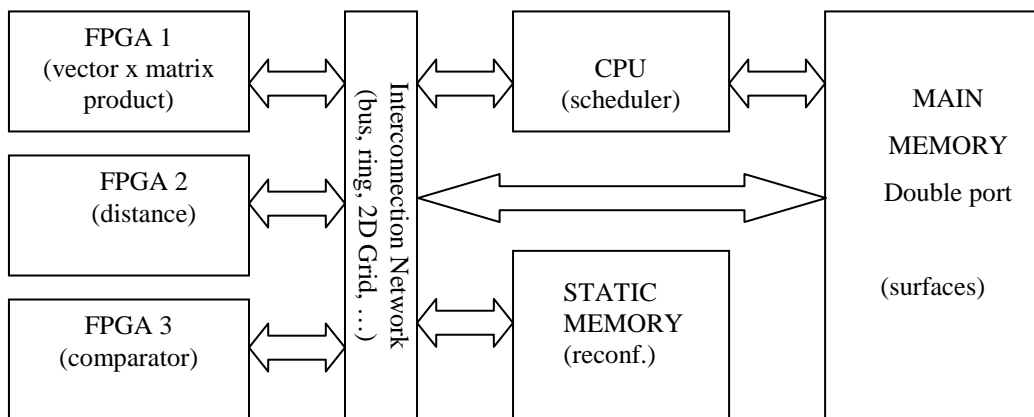 FPGA 1
(vector x matrix
product)
FPGA 2
(distance)
FPGA 3
(comparator)
Interconnection Network
(bus, ring, 2D Grid, …)
CPU
(scheduler)
STATIC
MEMORY
(reconf.)
MAIN
MEMORY
Double port
(surfaces)